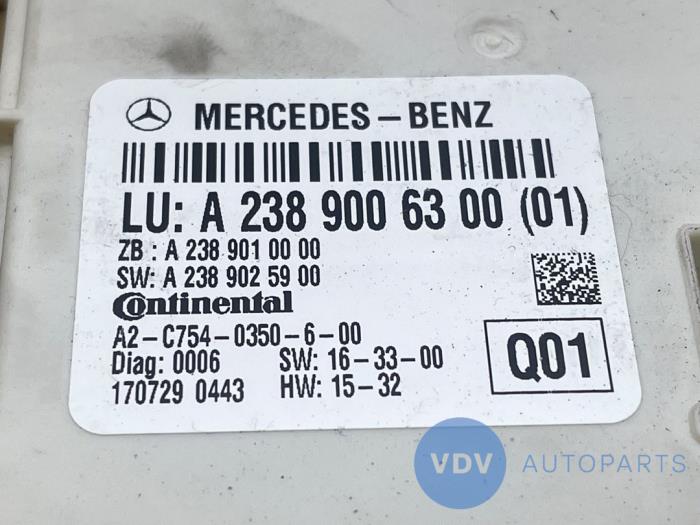 MERCEDES-BENZ
LU: A 238 900 63 00 (01)
ZB : A 238 901 00 00
SW: A 238 902 59 00
Continental
A2-C754-0350-6-00
Diag: 0006 SW: 16-33-00
170729 0443 HW: 15-32
Q01
VDV AUTOPARTS